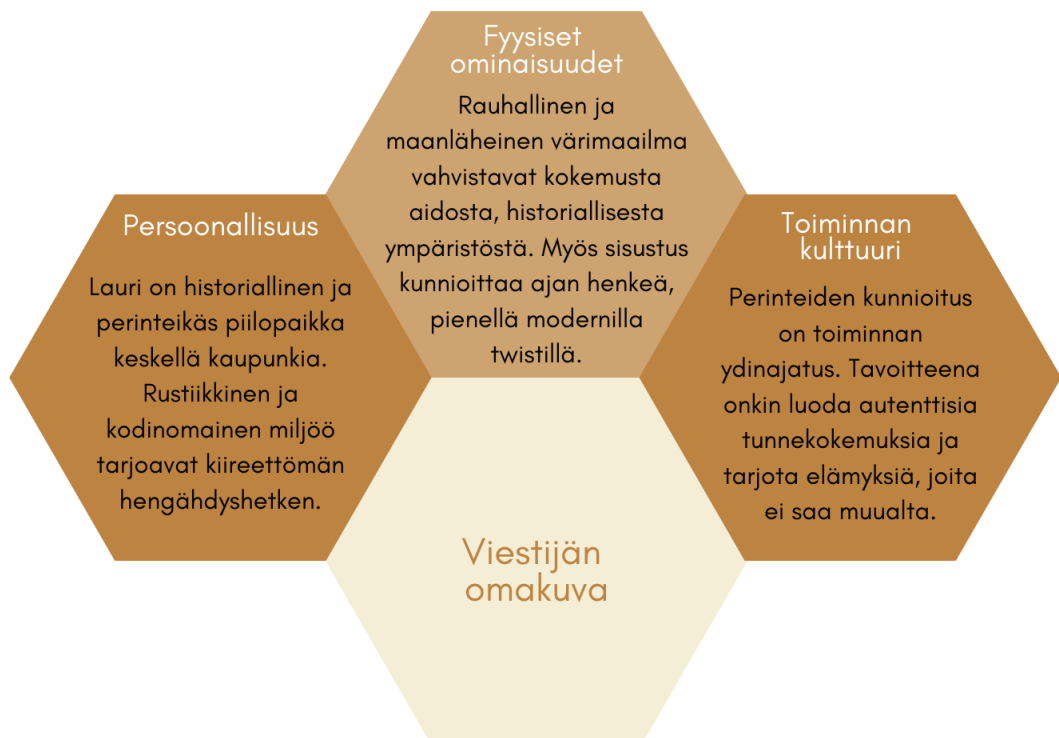 Fyysiset
ominaisuudet
Rauhallinen ja
maanläheinen värimaailma
vahvistavat kokemusta
aidosta, historiallisesta
ympäristöstä. Myös sisustus
kunnioittaa ajan henkeä,
pienellä modernilla
twistillä.
Persoonallisuus
Lauri on historiallinen ja
perinteikäs piilopaikka
keskellä kaupunkia.
Rustiikkinen ja
kodinomainen miljöö
tarjoavat kiireettömän
hengähdyshetken.
Toiminnan
kulttuuri
Perinteiden kunnioitus
on toiminnan
ydinajatus. Tavoitteena
onkin luoda autenttisia
tunnekokemuksia ja
tarjota elämyksiä, joita
ei saa muualta.
Viestijän
omakuva